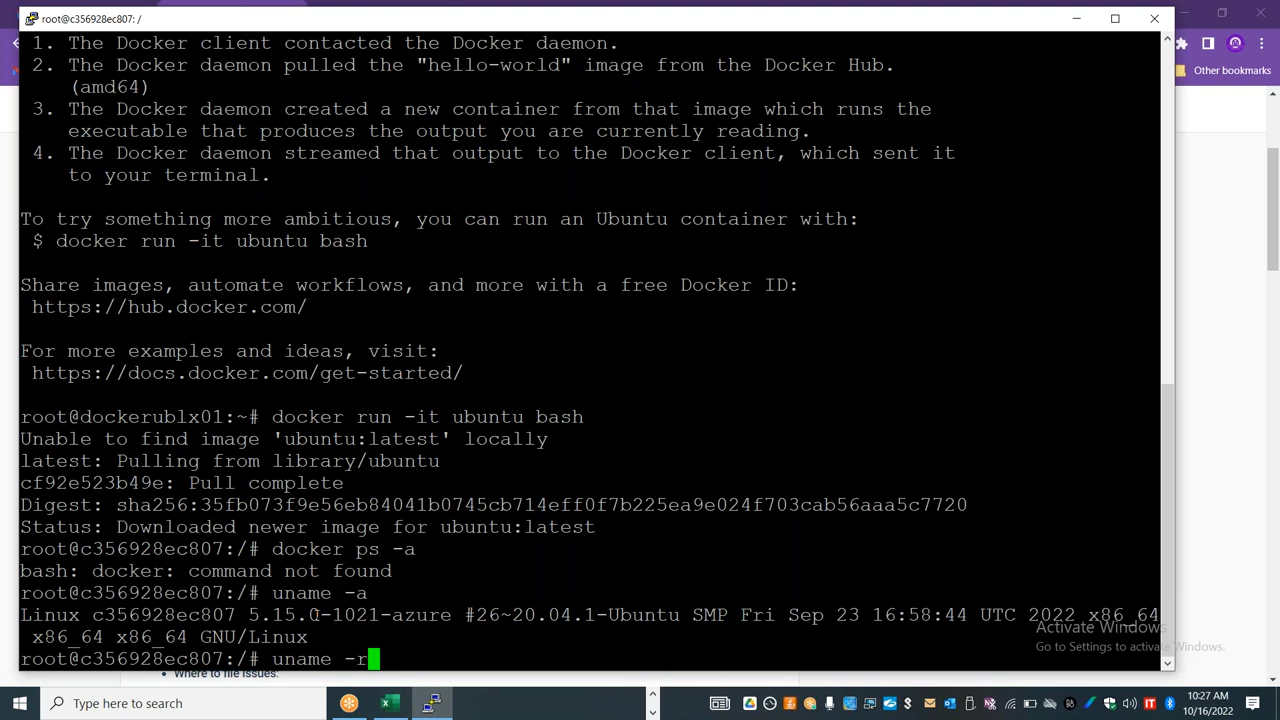 root@c356928ec807: /
Other bookmarks
1. The Docker client contacted the Docker daemon.
2. The Docker daemon pulled the "hello-world" image from the Docker Hub.
(amd64)
3. The Docker daemon created a new container from that image which runs the
executable that produces the output you are currently reading.
4. The Docker daemon streamed that output to the Docker client, which sent it
to your terminal.
To try something more ambitious, you can run an Ubuntu container with:
$ docker run -it ubuntu bash
Share images, automate workflows, and more with a free Docker ID:
https://hub.docker.com/
For more examples and ideas, visit:
https://docs.docker.com/get-started/
root@dockerublx01:~# docker run -it ubuntu bash
Unable to find image 'ubuntu:latest' locally
latest: Pulling from library/ubuntu
cf92e523b49e: Pull complete
Digest: sha256:35fb073f9e56eb84041b0745cb714eff0f7b225ea9e024f703cab56aaa5c7720
Status: Downloaded newer image for ubuntu:latest
root@c356928ec807:/# docker ps -a
bash: docker: command not found
root@c356928ec807:/# uname -a
Linux c356928ec807 5.15.0-1021-azure #26~20.04.1-Ubuntu SMP Fri Sep 23 16:58:44 UTC 2022 x86_64
x86_64 x86_64 GNU/Linux
root@c356928ec807:/# uname -r
Activate Windows
Go to Settings to activate Windows.
• Where to file issues:
Type here to search
10:27 AM
10/16/2022